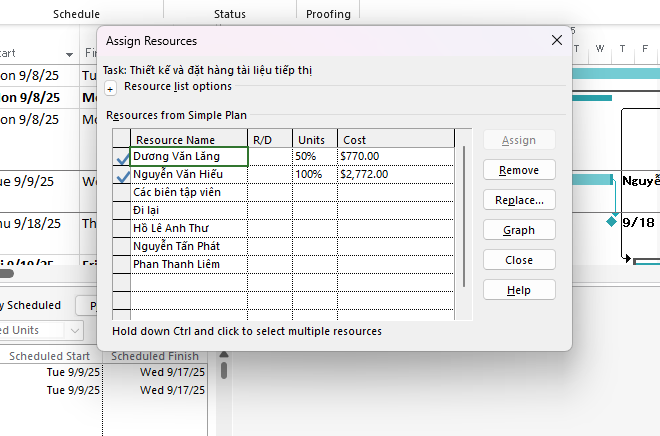 Schedule Status Proofing
Assign Resources
Task: Thiết kế và đặt hàng tài liệu tiếp thị
+ Resource list options
Resources from Simple Plan
Resource Name R/D Units Cost
Dương Văn Lăng 50% $770.00
Nguyễn Văn Hiếu 100% $2,772.00
Các biên tập viên
Đi lại
Hồ Lê Anh Thư
Nguyễn Tấn Phát
Phan Thanh Liêm
Assign
Remove
Replace...
Graph
Close
Help
Hold down Ctrl and click to select multiple resources
tart Fi
on 9/8/25 Tu
on 9/8/25 Mo
on 9/8/25
ue 9/9/25 We
hu 9/18/25 Th
5
T W T F S
Nguyễ
9/18
y Scheduled P
ed Units
Scheduled Start Scheduled Finish
Tue 9/9/25 Wed 9/17/25
Tue 9/9/25 Wed 9/17/25